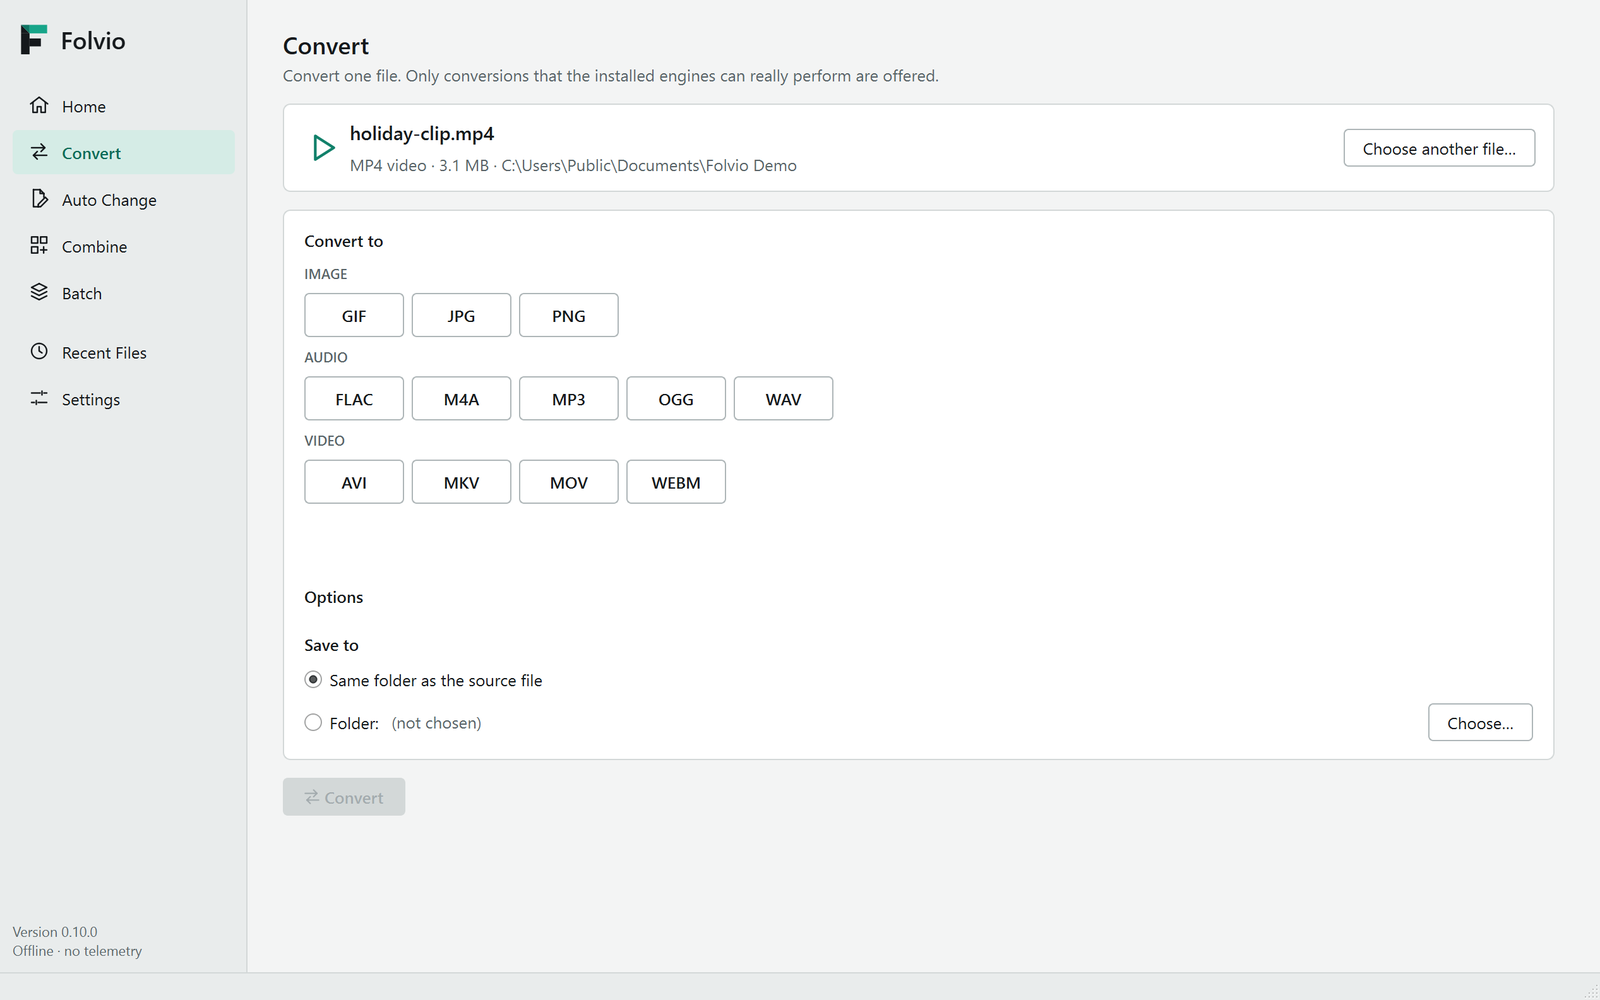 Folvio
Home
Convert
Auto Change
Combine
Batch
Recent Files
Settings
Version 0.10.0
Offline · no telemetry
Convert
Convert one file. Only conversions that the installed engines can really perform are offered.
holiday-clip.mp4
MP4 video · 3.1 MB · C:\Users\Public\Documents\Folvio Demo
Choose another file...
Convert to
IMAGE
GIF JPG PNG
AUDIO
FLAC M4A MP3 OGG WAV
VIDEO
AVI MKV MOV WEBM
Options
Save to
Same folder as the source file
Folder: (not chosen) Choose...
Convert